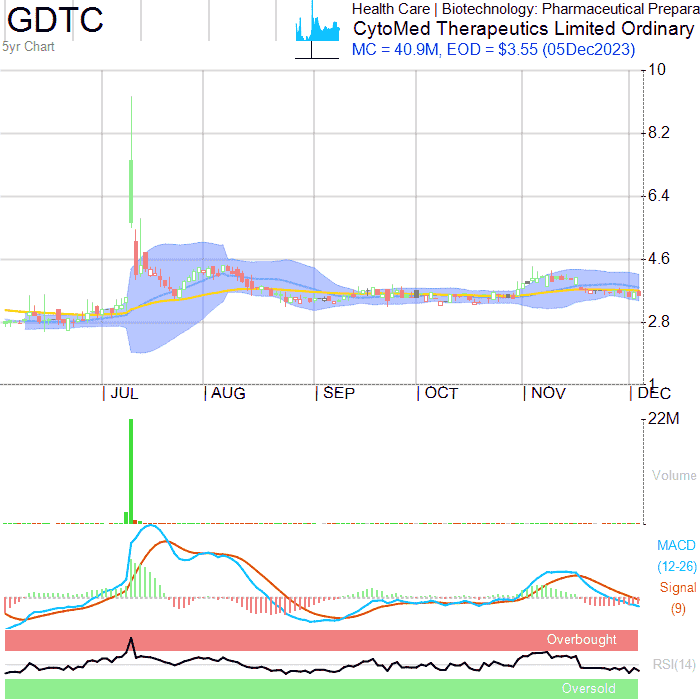 GDTC
5yr Chart
Health Care | Biotechnology: Pharmaceutical Prepara
CytoMed Therapeutics Limited Ordinary
MC = 40.9M, EOD = $3.55 (05Dec2023)
10
8.2
6.4
4.6
2.8
1
JUL AUG SEP OCT NOV DEC
22M
Volume
MACD
(12-26)
Signal
(9)
Overbought
RSI(14)
Oversold